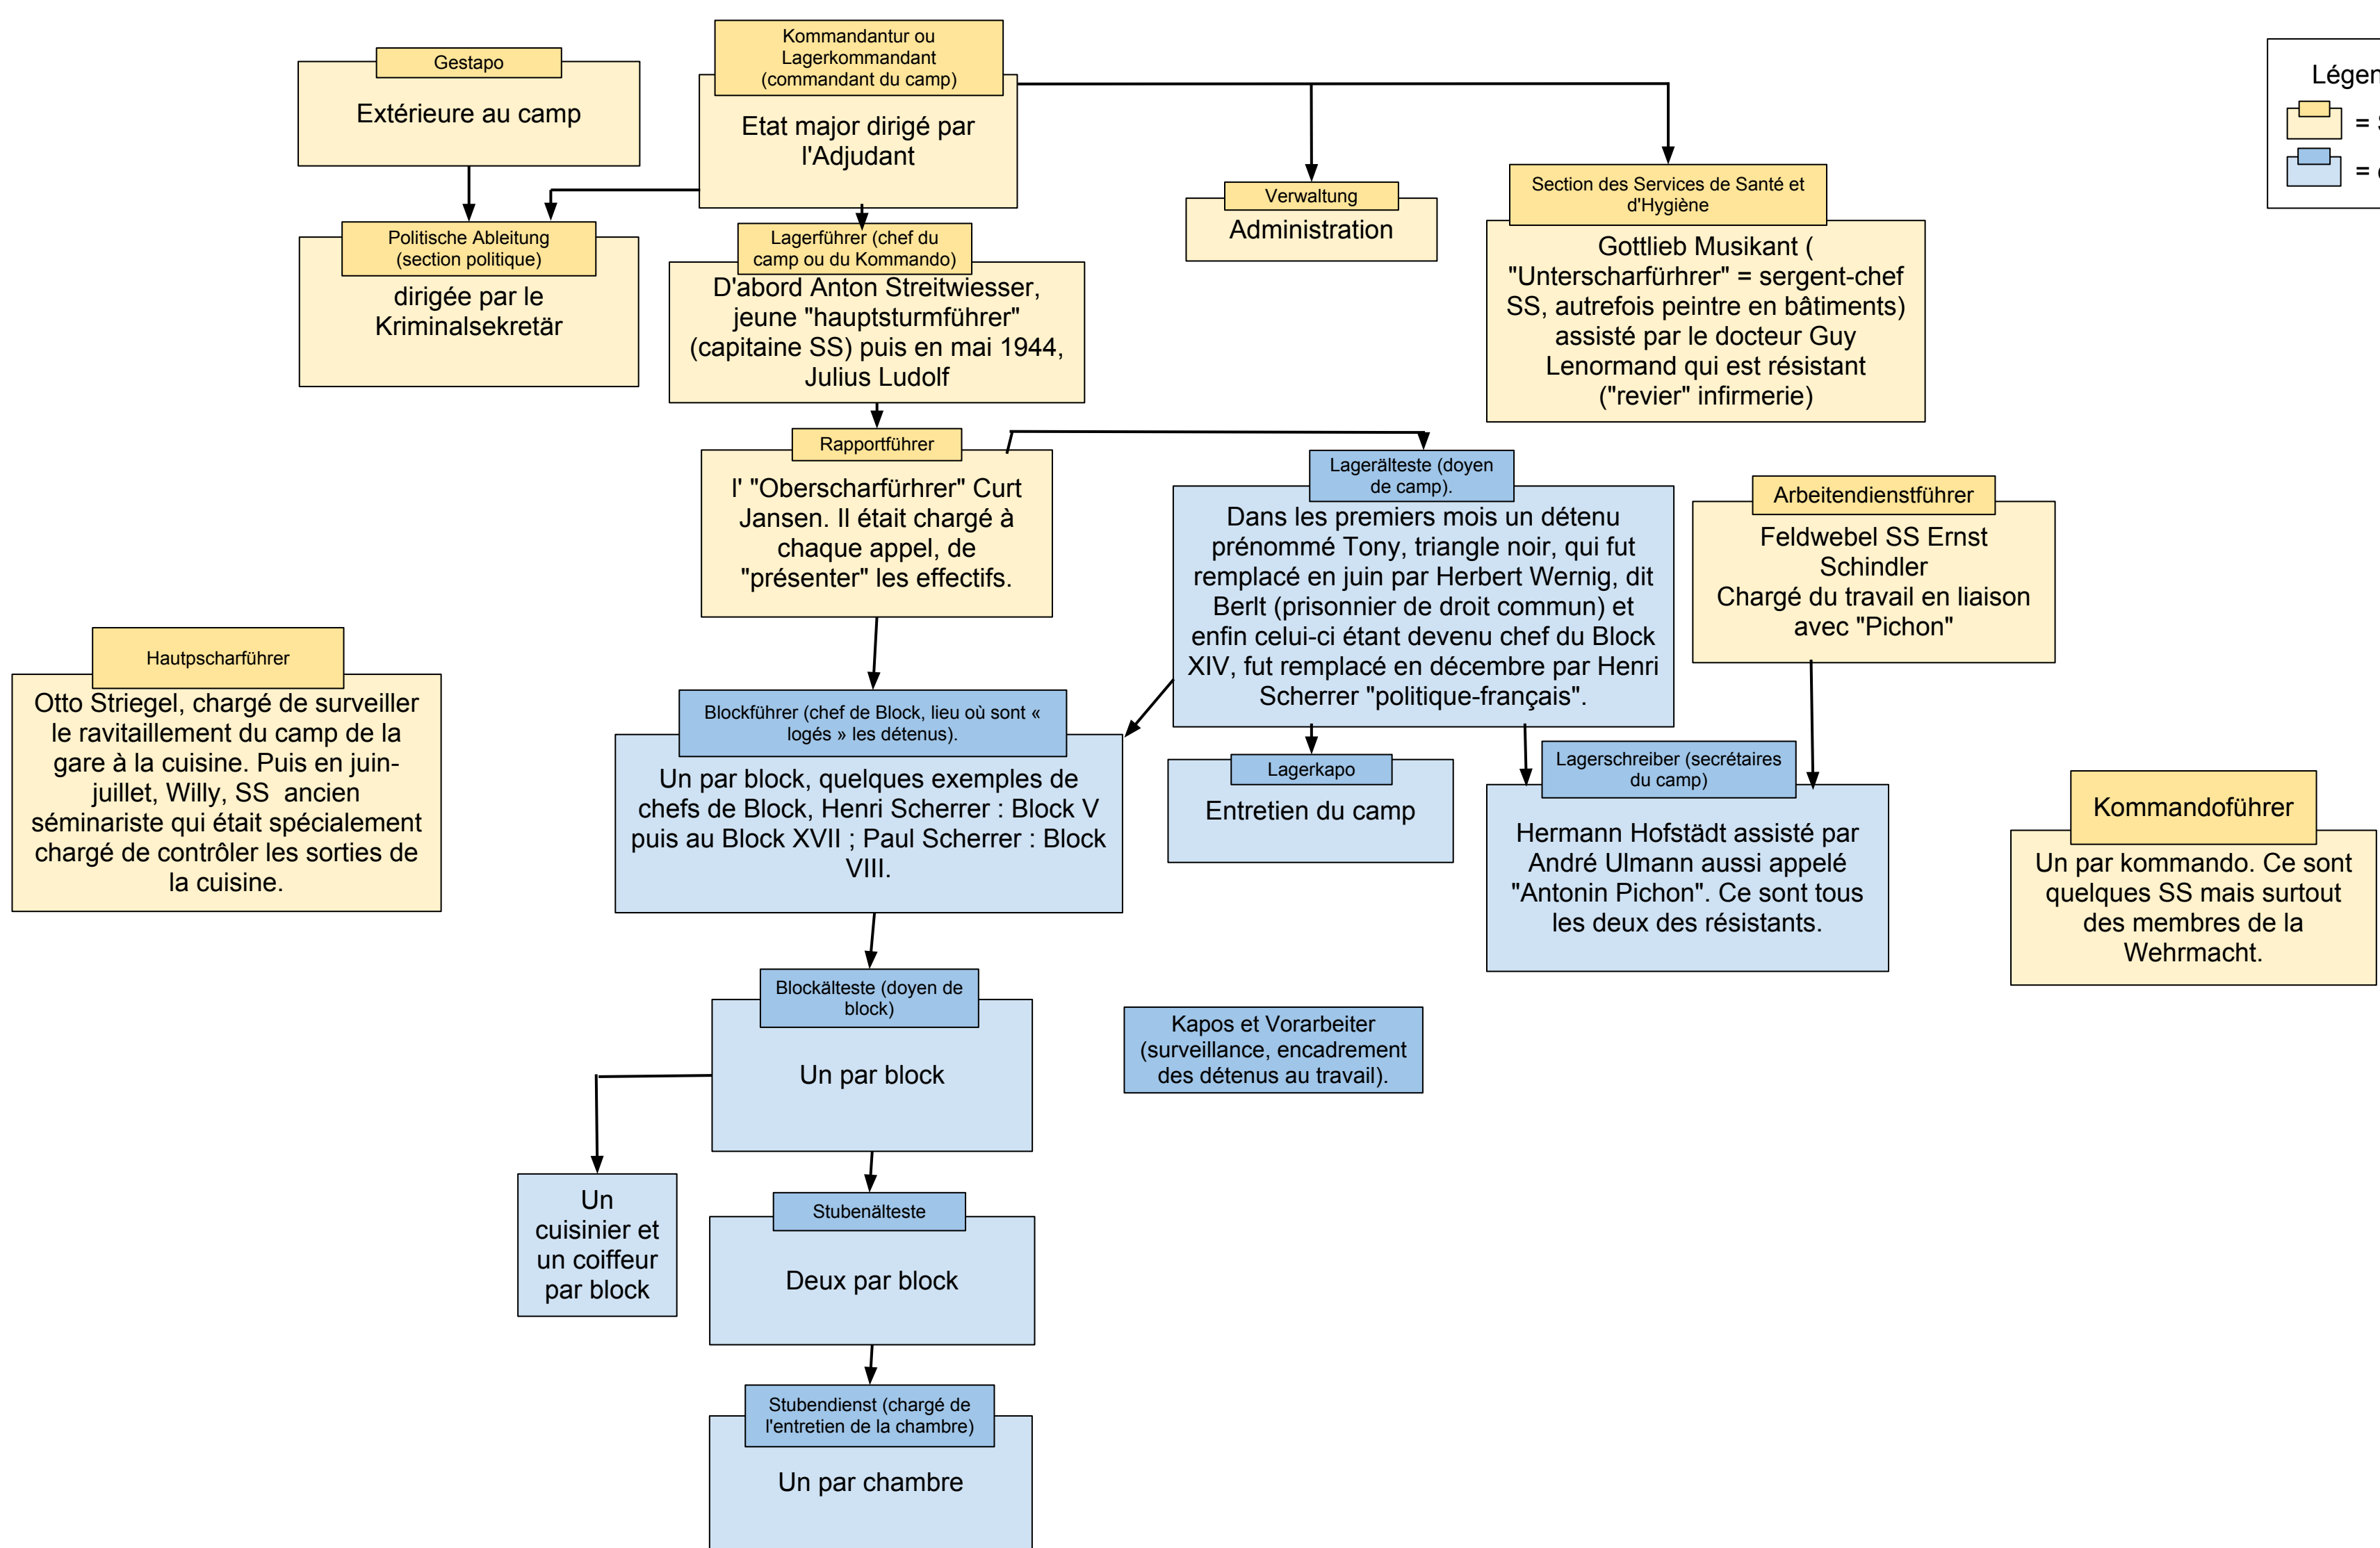 Gestapo
Extérieure au camp
Kommandantur ou
Lagerkommandant
(commandant du camp)
Etat major dirigé par
l'Adjudant
Légen
= S
= d
Politische Ableitung
(section politique)
dirigée par le
Kriminalsekretär
Lagerführer (chef du
camp ou du Kommando)
D'abord Anton Streitwiesser,
jeune "hauptsturmführer"
(capitaine SS) puis en mai 1944,
Julius Ludolf
Verwaltung
Administration
Section des Services de Santé et
d'Hygiène
Gottlieb Musikant (
"Unterscharfürhrer" = sergent-chef
SS, autrefois peintre en bâtiments)
assisté par le docteur Guy
Lenormand qui est résistant
("revier" infirmerie)
Rapportführer
l' "Oberscharfürhrer" Curt
Jansen. Il était chargé à
chaque appel, de
"présenter" les effectifs.
Lagerälteste (doyen
de camp).
Dans les premiers mois un détenu
prénommé Tony, triangle noir, qui fut
remplacé en juin par Herbert Wernig, dit
Berlt (prisonnier de droit commun) et
enfin celui-ci étant devenu chef du Block
XIV, fut remplacé en décembre par Henri
Scherrer "politique-français".
Arbeitendienstführer
Feldwebel SS Ernst
Schindler
Chargé du travail en liaison
avec "Pichon"
Hautpscharführer
Otto Striegel, chargé de surveiller
le ravitaillement du camp de la
gare à la cuisine. Puis en juin-
juillet, Willy, SS  ancien
séminariste qui était spécialement
chargé de contrôler les sorties de
la cuisine.
Blockführer (chef de Block, lieu où sont «
logés » les détenus).
Un par block, quelques exemples de
chefs de Block, Henri Scherrer : Block V
puis au Block XVII ; Paul Scherrer : Block
VIII.
Lagerkapo
Entretien du camp
Lagerschreiber (secrétaires
du camp)
Hermann Hofstädt assisté par
André Ulmann aussi appelé
"Antonin Pichon". Ce sont tous
les deux des résistants.
Kommandoführer
Un par kommando. Ce sont
quelques SS mais surtout
des membres de la
Wehrmacht.
Blockälteste (doyen de
block)
Un par block
Kapos et Vorarbeiter
(surveillance, encadrement
des détenus au travail).
Un
cuisinier et
un coiffeur
par block
Stubenälteste
Deux par block
Stubendienst (chargé de
l'entretien de la chambre)
Un par chambre